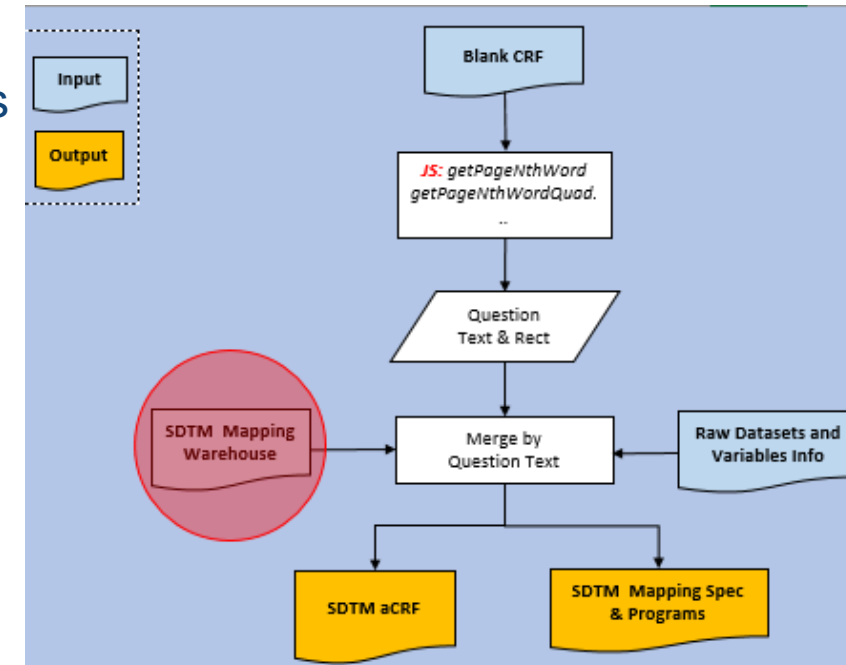 s
Input
Output
Blank CRF
JS: getPageNthWord
getPageNthWordQuad.
..
Question
Text & Rect
SDTM Mapping
Warehouse
Merge by
Question Text
Raw Datasets and
Variables Info
SDTM aCRF
SDTM Mapping Spec
& Programs